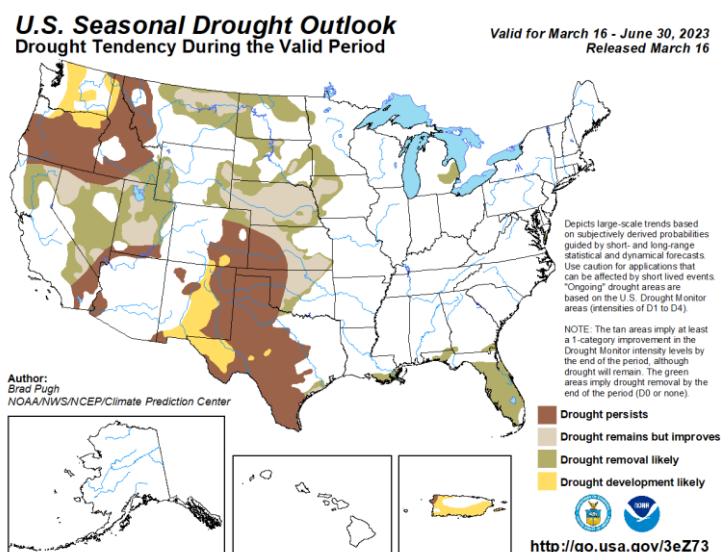 U.S. Seasonal Drought Outlook
Drought Tendency During the Valid Period
Valid for March 16 - June 30, 2023
Released March 16
Depicts large-scale trends based
on subjectively derived probabilities
guided by short- and long-range
statistical and dynamical forecasts.
Use caution for applications that
can be affected by short lived events.
"Ongoing" drought areas are
based on the U.S. Drought Monitor
areas (intensities of D1 to D4).
NOTE: The tan areas imply at least
a 1-category improvement in the
Drought Monitor intensity levels by
the end of the period, although
drought will remain. The green
areas imply drought removal by the
end of the period (D0 or none).
Author:
Brad Pugh
NOAA/NWS/NCEP/Climate Prediction Center
Drought persists
Drought remains but improves
Drought removal likely
Drought development likely
NOAA
http://go.usa.gov/3eZ73